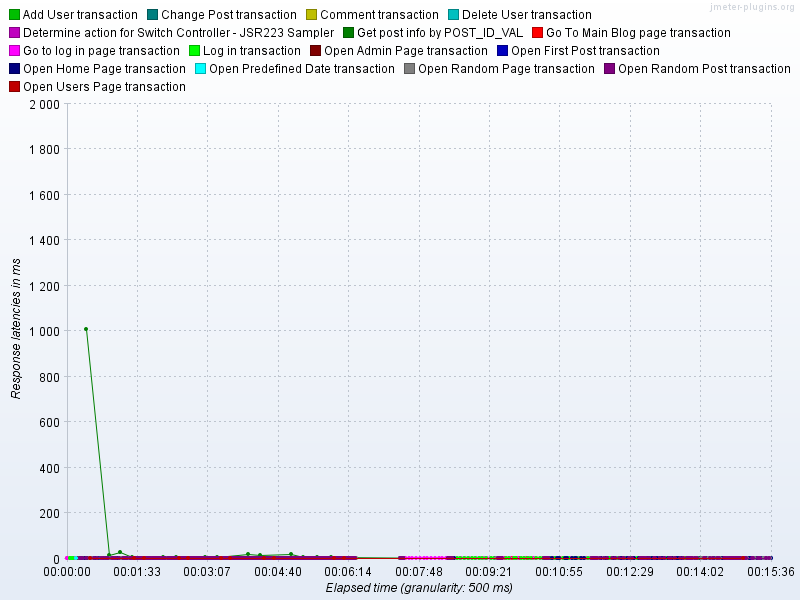 jmeter-plugins.org
Add User transaction Change Post transaction Comment transaction Delete User transaction
Determine action for Switch Controller - JSR223 Sampler Get post info by POST_ID_VAL Go To Main Blog page transaction
Go to log in page transaction Log in transaction Open Admin Page transaction Open First Post transaction
Open Home Page transaction Open Predefined Date transaction Open Random Page transaction Open Random Post transaction
Open Users Page transaction
2 000
1 800
1 600
1 400
1 200
1 000
800
600
400
200
0
Response latencies in ms
00:00:00 00:01:33 00:03:07 00:04:40 00:06:14 00:07:48 00:09:21 00:10:55 00:12:29 00:14:02 00:15:36
Elapsed time (granularity: 500 ms)